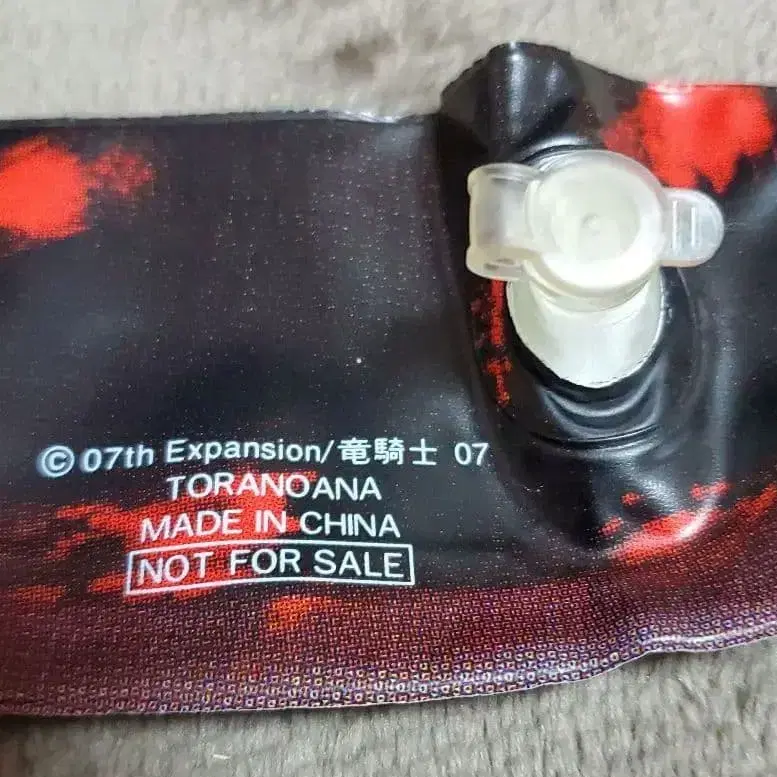 © 07th Expansion/竜騎士 07
TORANOANA
MADE IN CHINA
NOT FOR SALE